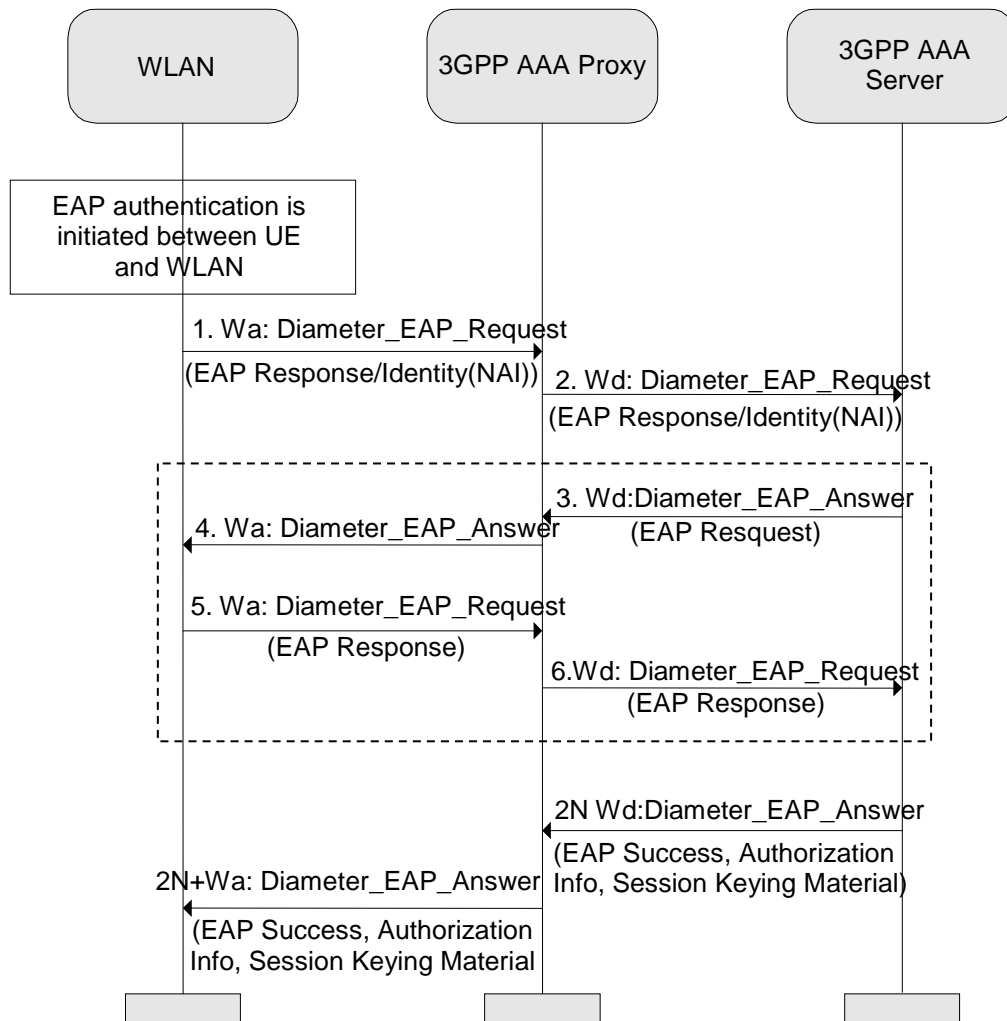 WLAN
3GPP AAA Proxy
3GPP AAA
Server
EAP authentication is
initiated between UE
and WLAN
1. Wa: Diameter_EAP_Request
(EAP Response/Identity(NAI))
2. Wd: Diameter_EAP_Request
(EAP Response/Identity(NAI))
3. Wd:Diameter_EAP_Answer
(EAP Resquest)
4. Wa: Diameter_EAP_Answer
5. Wa: Diameter_EAP_Request
(EAP Response)
6.Wd: Diameter_EAP_Request
(EAP Response)
2N Wd:Diameter_EAP_Answer
(EAP Success, Authorization
Info, Session Keying Material)
2N+Wa: Diameter_EAP_Answer
(EAP Success, Authorization
Info, Session Keying Material